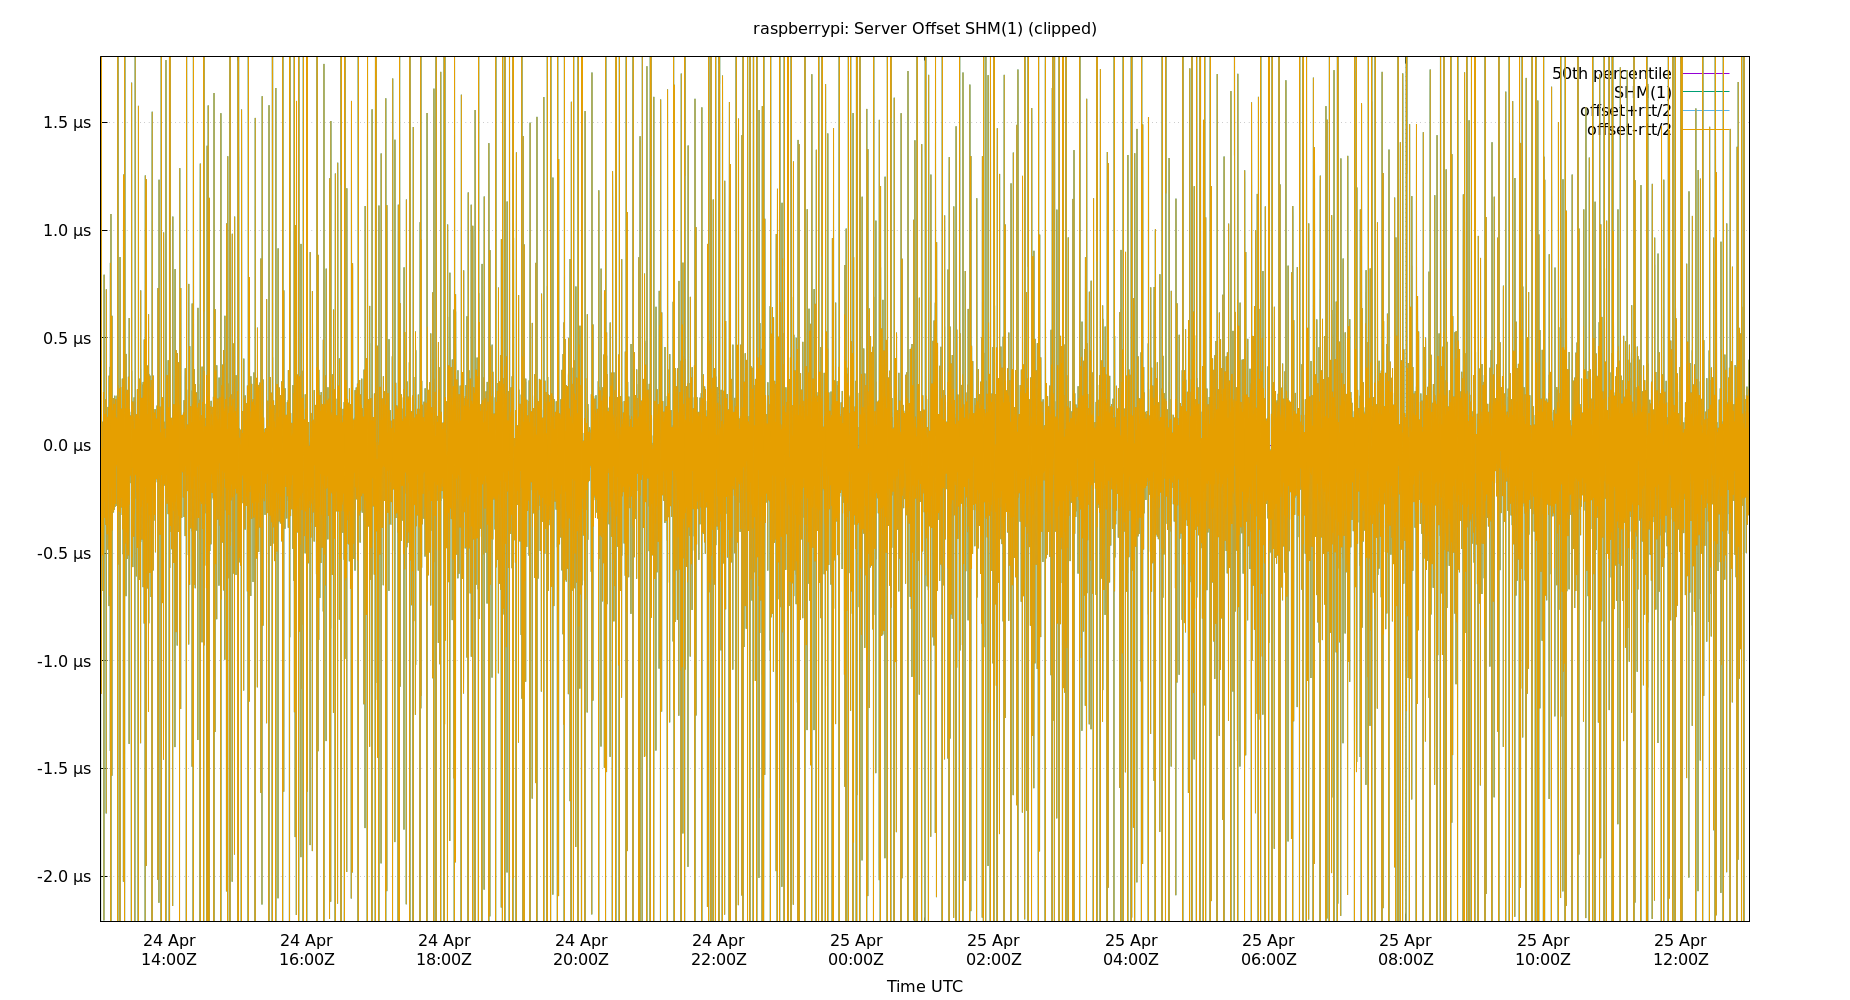 raspberrypi: Server Offset SHM(1) (clipped)
50th percentile
SHM(1)
offset+rtt/2
offset-rtt/2
1.5 µs
1.0 µs
0.5 µs
0.0 µs
-0.5 µs
-1.0 µs
-1.5 µs
-2.0 µs
24 Apr 24 Apr 24 Apr 24 Apr 24 Apr 25 Apr 25 Apr 25 Apr 25 Apr 25 Apr 25 Apr 25 Apr
14:00Z 16:00Z 18:00Z 20:00Z 22:00Z 00:00Z 02:00Z 04:00Z 06:00Z 08:00Z 10:00Z 12:00Z
Time UTC